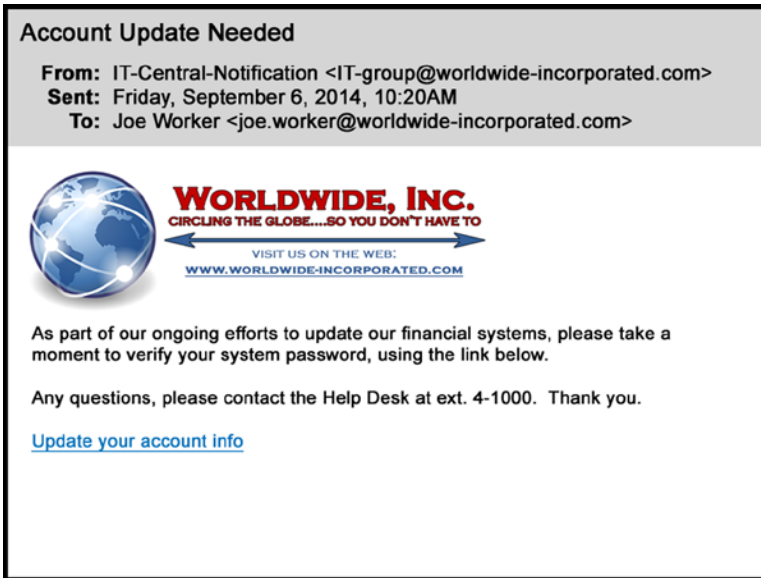 Account Update Needed
From: IT-Central-Notification <IT-group@worldwide-incorporated.com>
Sent: Friday, September 6, 2014, 10:20AM
To: Joe Worker <joe.worker@worldwide-incorporated.com>
WORLDWIDE, INC.
CIRCLING THE GLOBE....SO YOU DON'T HAVE TO
VISIT US ON THE WEB:
WWW.WORLDWIDE-INCORPORATED.COM
As part of our ongoing efforts to update our financial systems, please take a
moment to verify your system password, using the link below.
Any questions, please contact the Help Desk at ext. 4-1000.  Thank you.
Update your account info